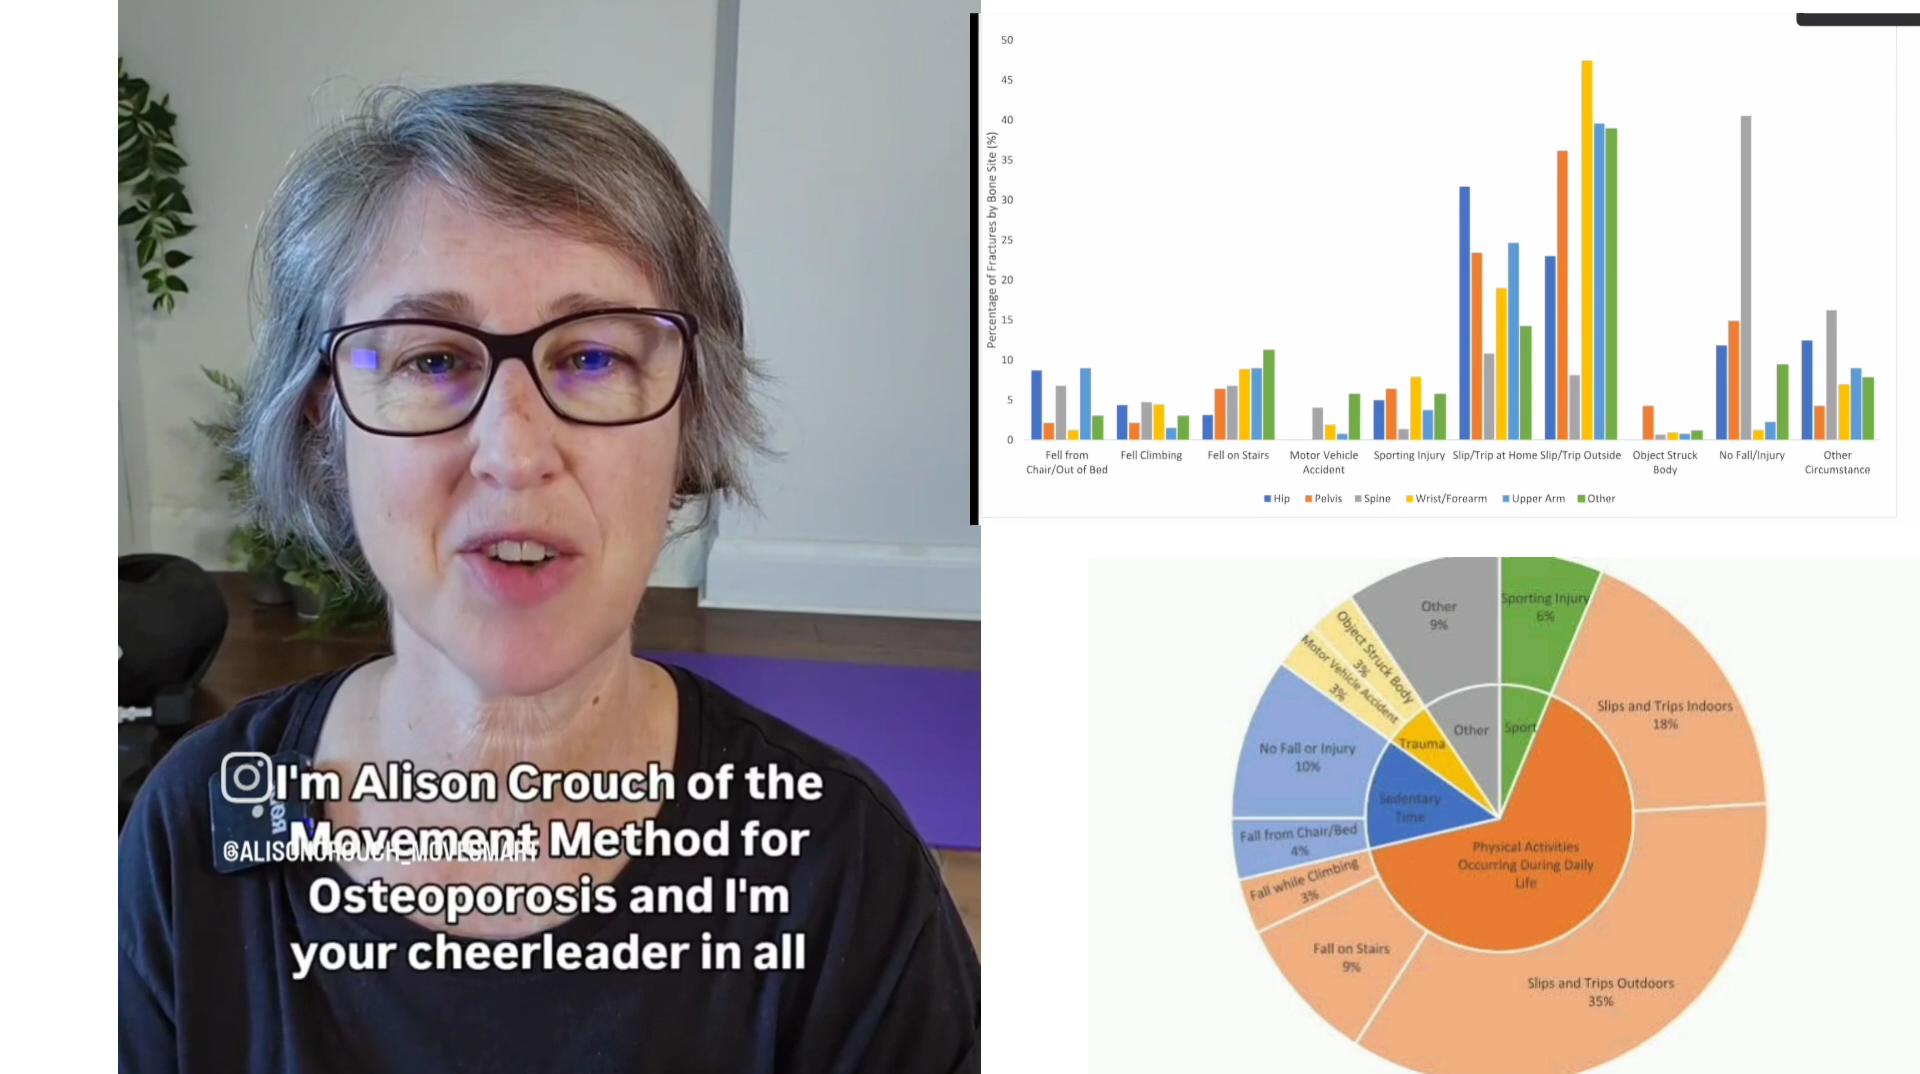 I'm Alison Crouch of the
Movement Method for
@ALISONCROUCH_MOVESMART
Osteoporosis and I'm
your cheerleader in all
50
45
40
35
30
25
20
15
10
5
0
Percentage of Fractures by Bone Site (%)
Fell from
Chair/Out of Bed
Fell Climbing
Fell on Stairs
Motor Vehicle
Accident
Sporting Injury
Slip/Trip at Home
Slip/Trip Outside
Object Struck
Body
No Fall/Injury
Other
Circumstance
Hip
Pelvis
Spine
Wrist/Forearm
Upper Arm
Other
Other
9%
Sporting Injury
6%
Object Struck Body
3%
Motor Vehicle Accident
3%
Slips and Trips Indoors
18%
No Fall or Injury
10%
Trauma
Other
Sport
Sedentary
Time
Fall from Chair/Bed
4%
Physical Activities
Occurring During Daily
Life
Fall while Climbing
3%
Fall on Stairs
9%
Slips and Trips Outdoors
35%